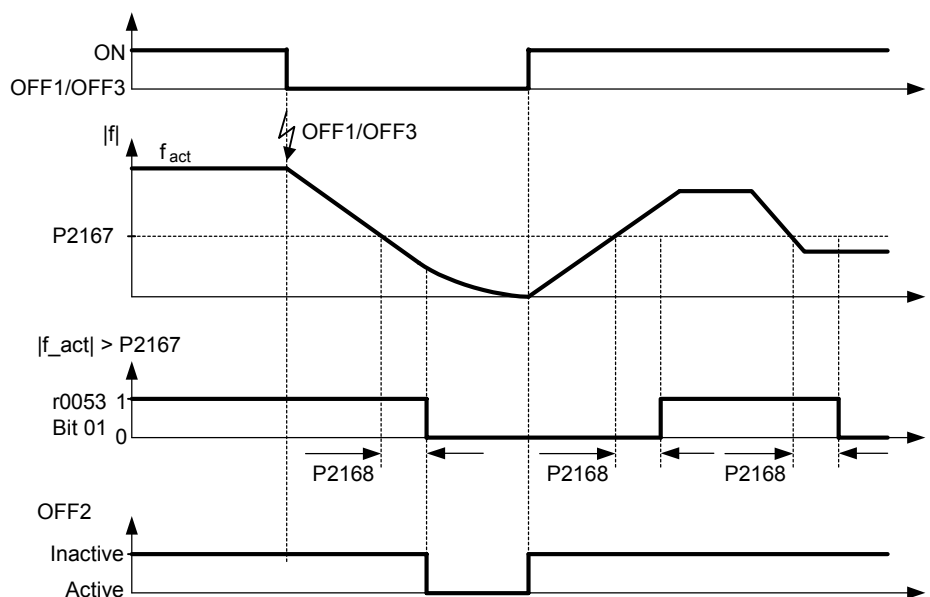 ON
OFF1/OFF3
OFF1/OFF3
|f|
f act
P2167
|f_act| > P2167
r0053 1
Bit 01
0
P2168 P2168 P2168
OFF2
Inactive
Active